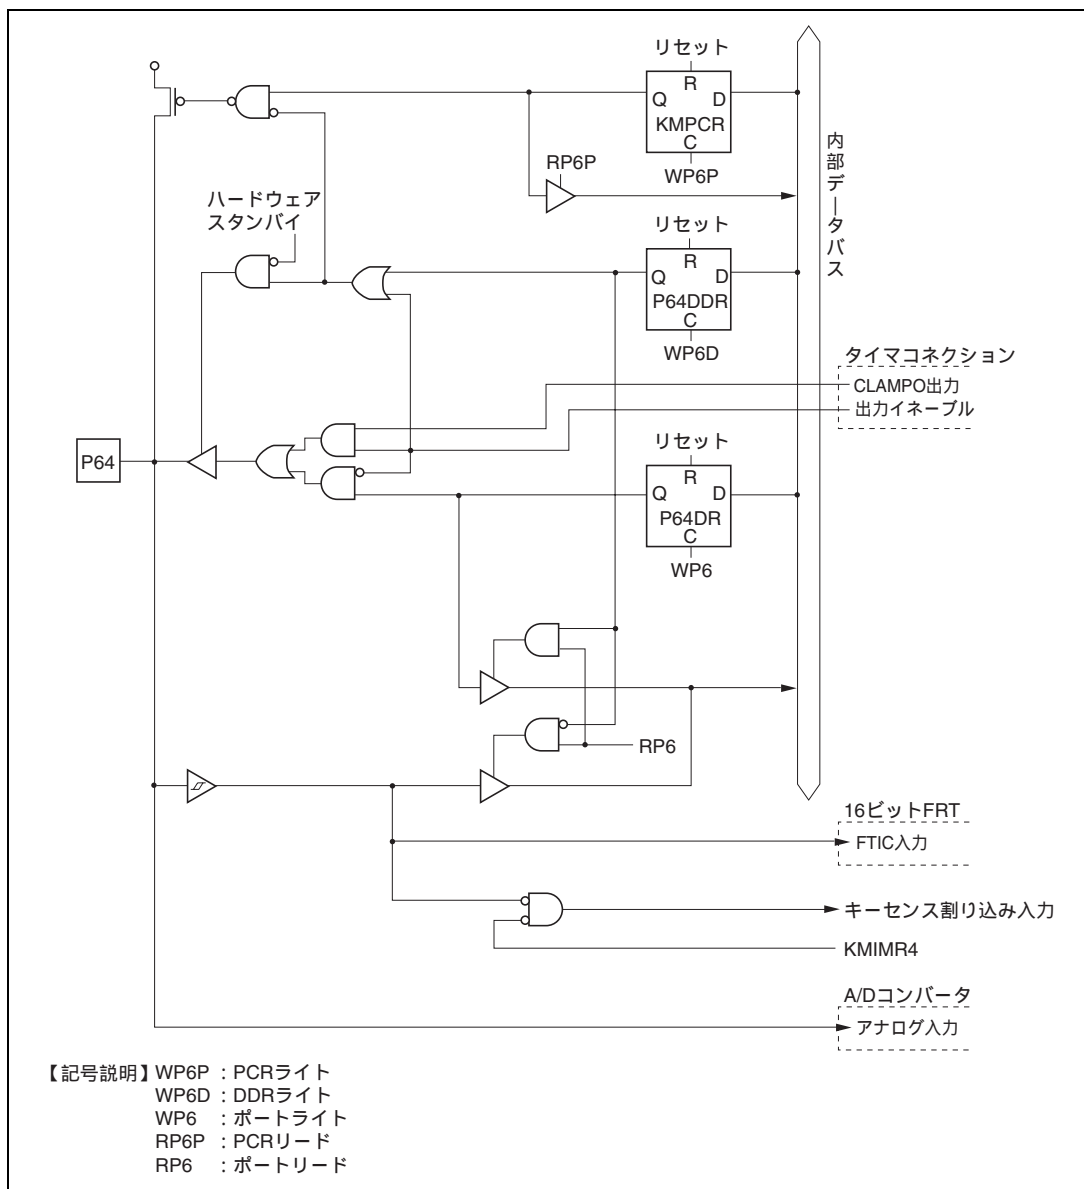 リセット
R
Q
D
KMPCR
C
WP6P
RP6P
内部データバス
ハードウェア
スタンバイ
リセット
R
Q
D
P64DDR
C
WP6D
タイマコネクション
CLAMPO出力
出力イネーブル
P64
リセット
R
Q
D
P64DR
C
WP6
RP6
16ビットFRT
FTIC入力
キーセンス割り込み入力
KMIMR4
A/Dコンバータ
アナログ入力
【記号説明】WP6P : PCRライト
WP6D : DDRライト
WP6 : ポートライト
RP6P : PCRリード
RP6 : ポートリード